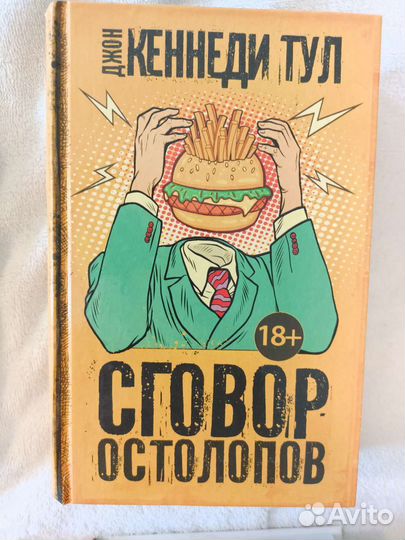 ДЖОН
КЕННЕДИ ТУЛ
18+
СГОВОР
ОСТОЛОПОВ
Avito